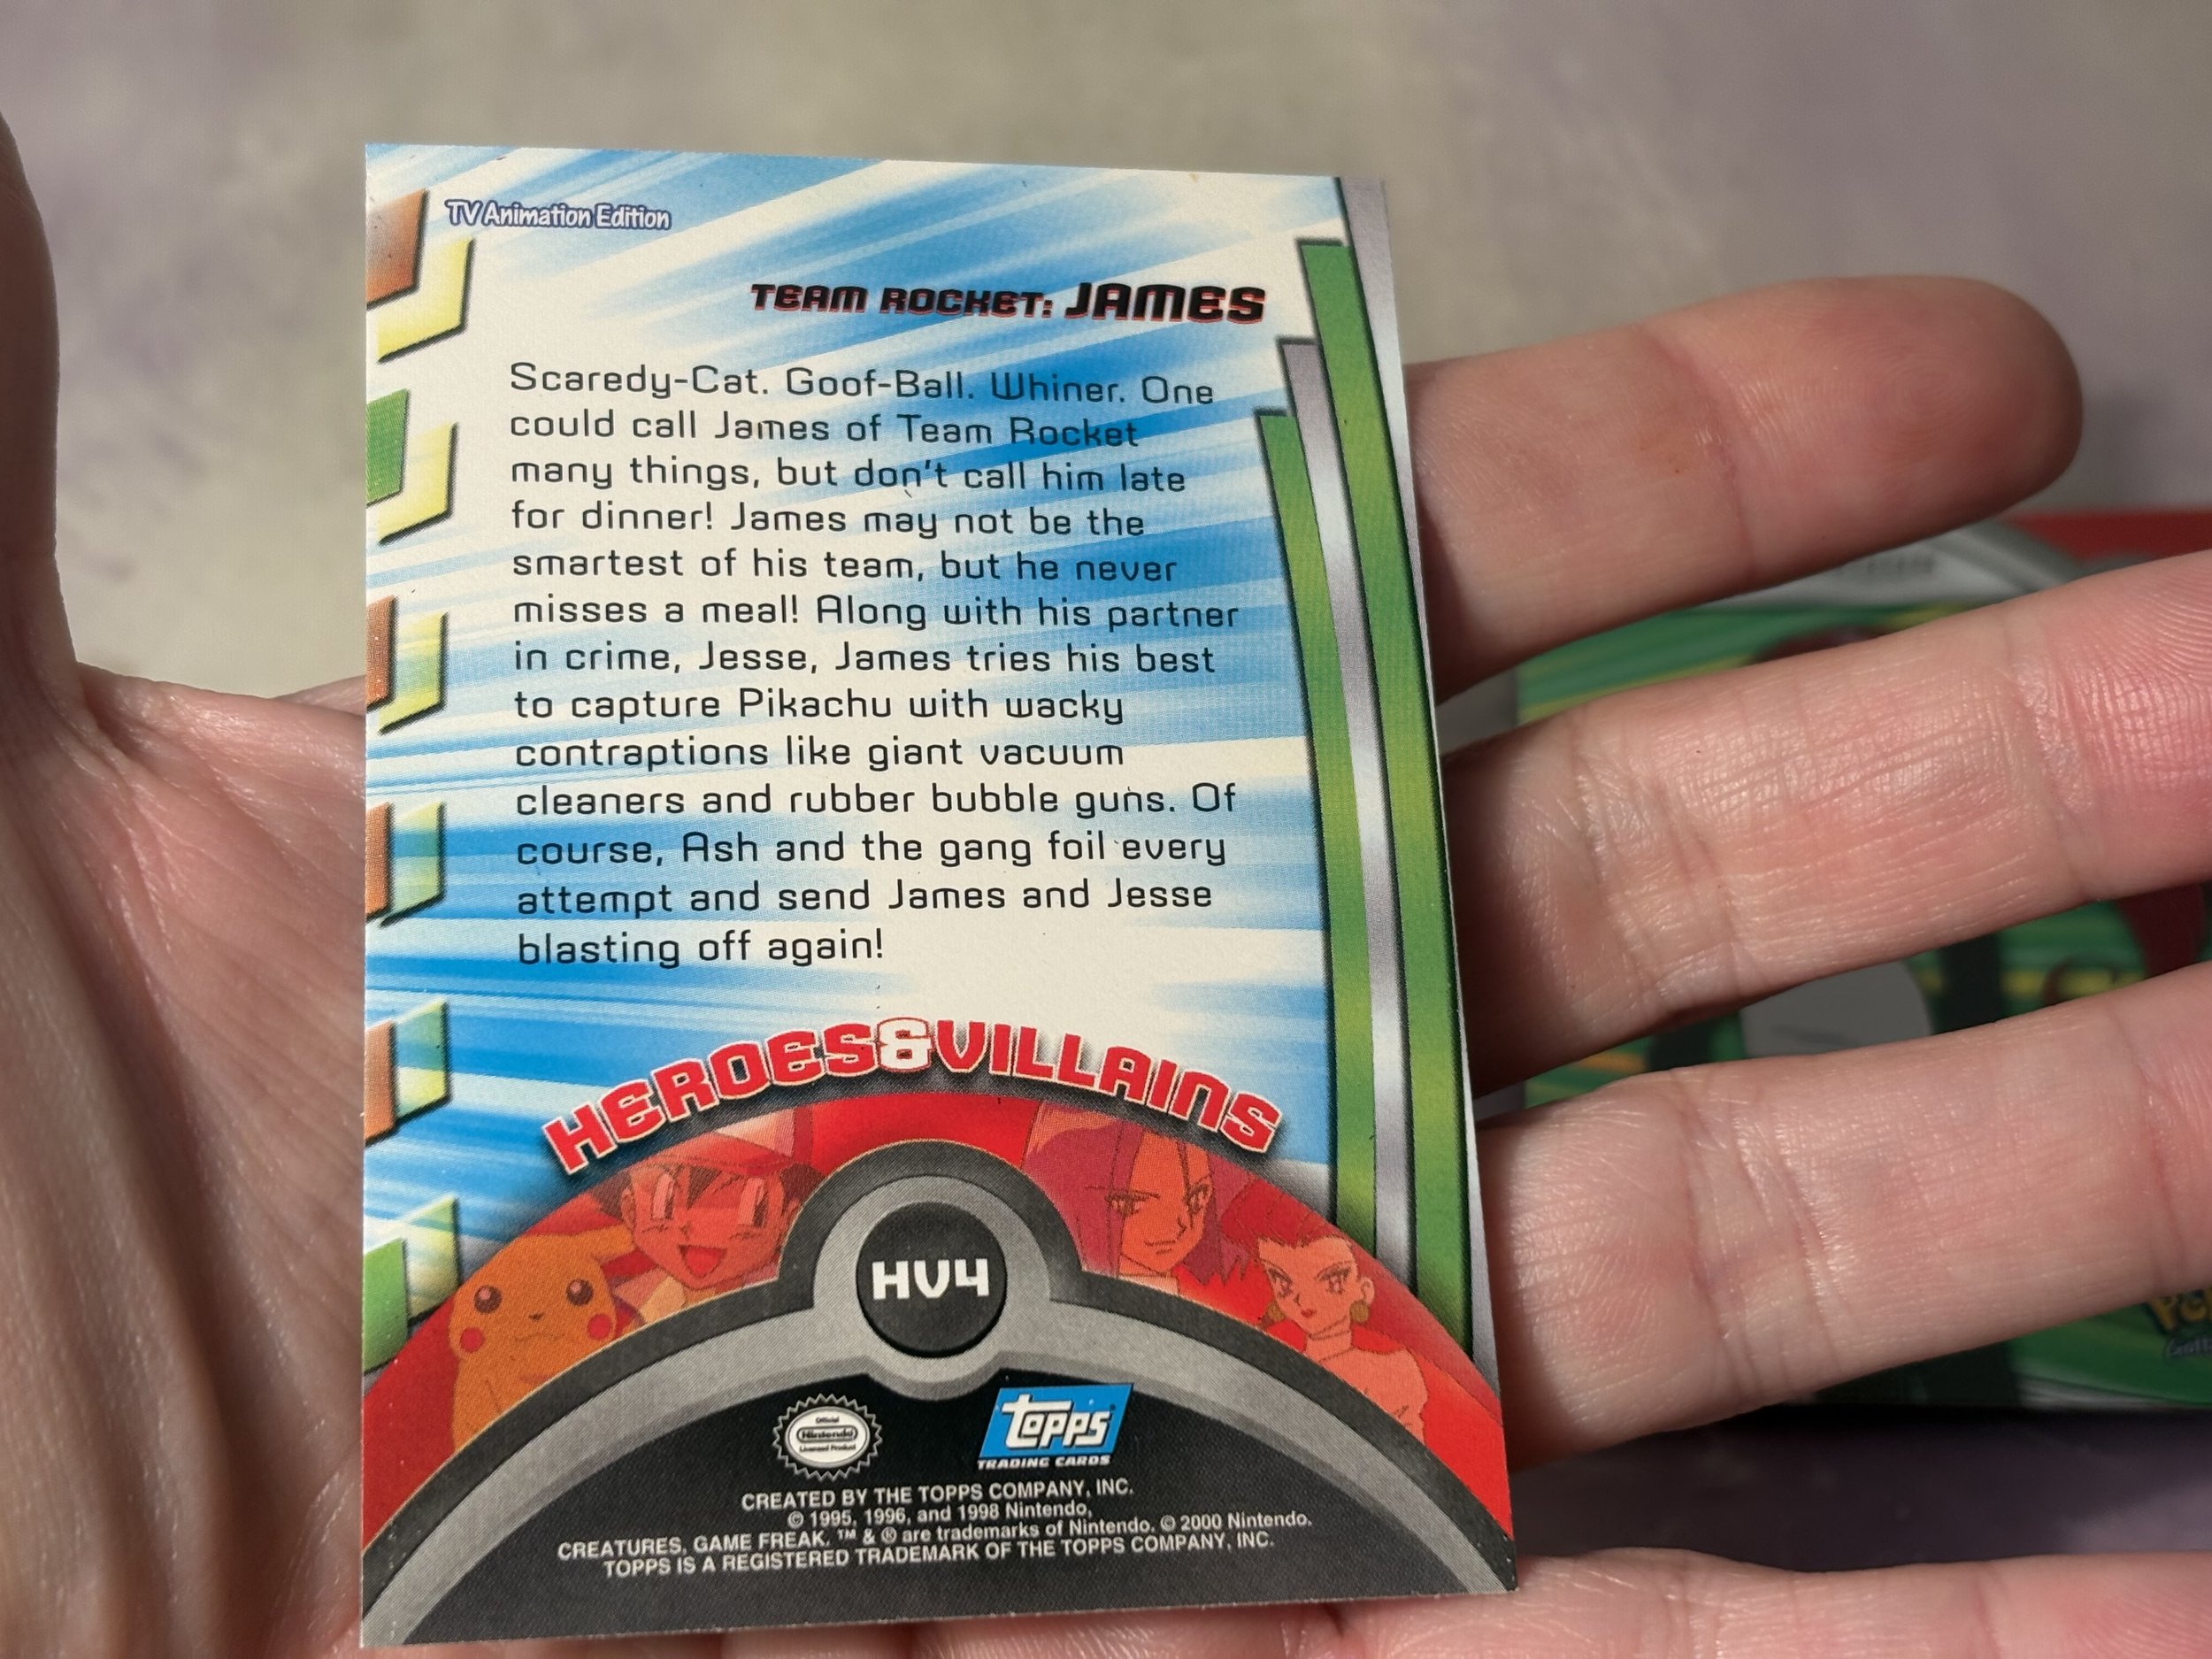 TV Animation Edition
TEAM ROCKET: JAMES
Scaredy-Cat. Goof-Ball. Whiner. One
could call James of Team Rocket
many things, but don't call him late
for dinner! James may not be the
smartest of his team, but he never
misses a meal! Along with his partner
in crime, Jesse, James tries his best
to capture Pikachu with wacky
contraptions like giant vacuum
cleaners and rubber bubble guns. Of
course, Ash and the gang foil every
attempt and send James and Jesse
blasting off again!
HEROES&VILLAINS
HV4
Official
Nintendo
Licensed Product
TOPPS
TRADING CARDS
CREATED BY THE TOPPS COMPANY, INC.
© 1995, 1996, and 1998 Nintendo,
CREATURES, GAME FREAK. ™ & ® are trademarks of Nintendo. © 2000 Nintendo.
TOPPS IS A REGISTERED TRADEMARK OF THE TOPPS COMPANY, INC.